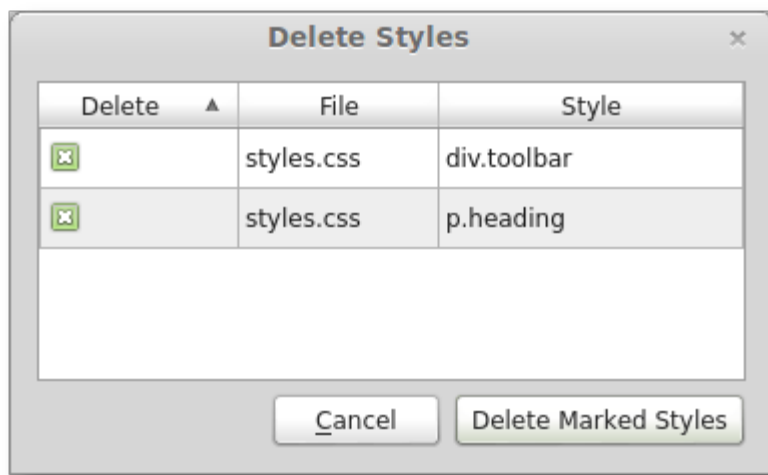 Delete Styles
Delete File Style
styles.css div.toolbar
styles.css p.heading
Cancel Delete Marked Styles